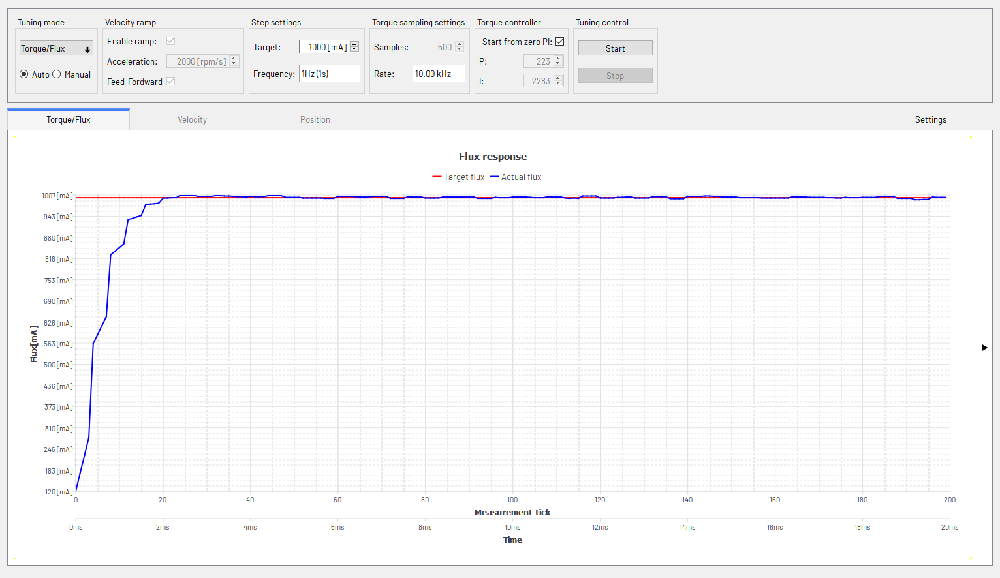 Tuning mode
Torque/Flux
Auto
Manual
Velocity ramp
Enable ramp:
Acceleration: 2000 [rpm/s]
Feed-Fordward
Step settings
Target: 1000 [mA]
Frequency: 1Hz (1s)
Torque sampling settings
Samples: 500
Rate: 10.00 kHz
Torque controller
Start from zero PI:
P: 223
I: 2283
Tuning control
Start
Stop
Torque/Flux
Velocity
Position
Settings
Flux response
Target flux
Actual flux
Flux[mA]
1007 [mA]
943 [mA]
880 [mA]
816 [mA]
753 [mA]
690 [mA]
626 [mA]
563 [mA]
500 [mA]
436 [mA]
373 [mA]
310 [mA]
246 [mA]
183 [mA]
120 [mA]
0 20 40 60 80 100 120 140 160 180 200
Measurement tick
0ms 2ms 4ms 6ms 8ms 10ms 12ms 14ms 16ms 18ms 20ms
Time